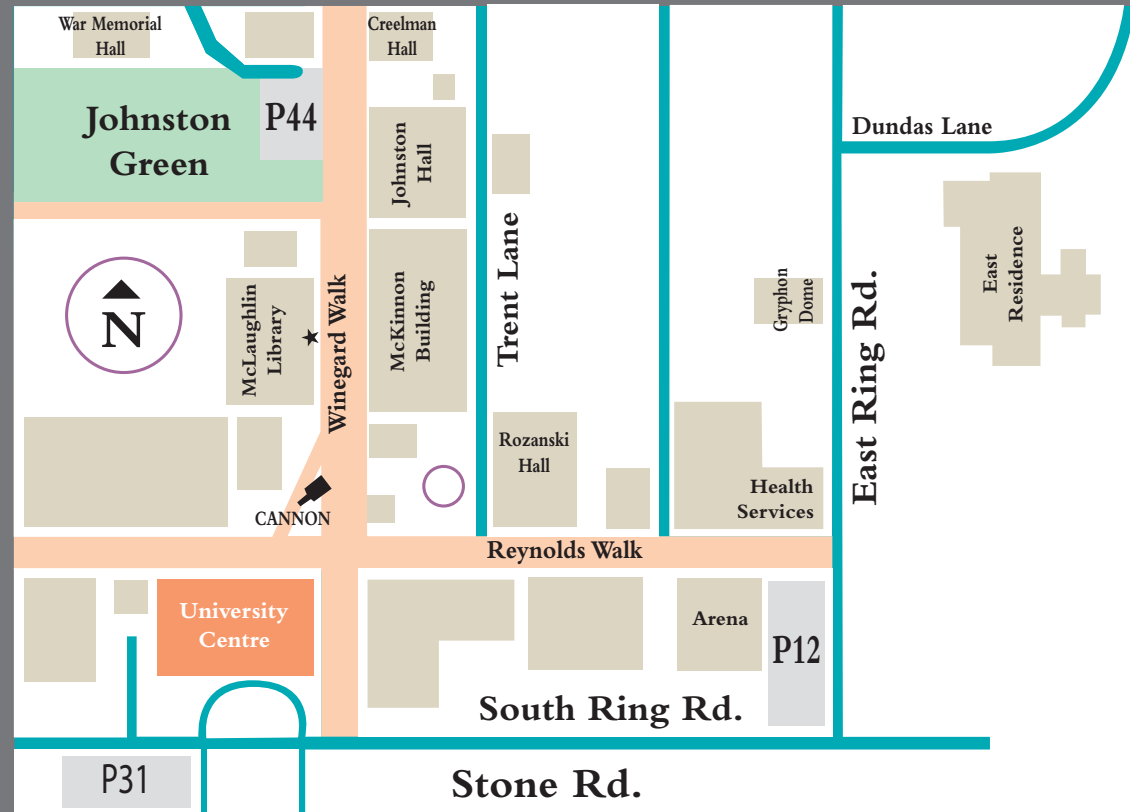 War Memorial
Hall
Creelman
Hall
Johnston
Green
P44
Johnston
Hall
Dundas Lane
Trent Lane
East
Residence
N
McLaughlin
Library
Winegard Walk
McKinnon
Building
Gryphon
Dome
East Ring Rd.
Rozanski
Hall
Health
Services
CANNON
Reynolds Walk
University
Centre
Arena
P12
South Ring Rd.
P31
Stone Rd.